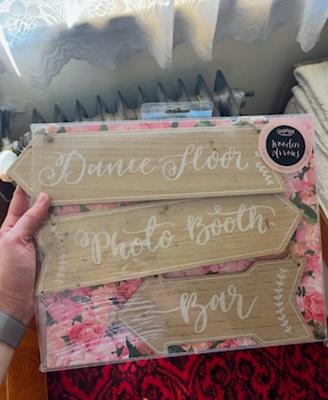 Dance Floor
wooden
Arrows
Photo Booth
Bar